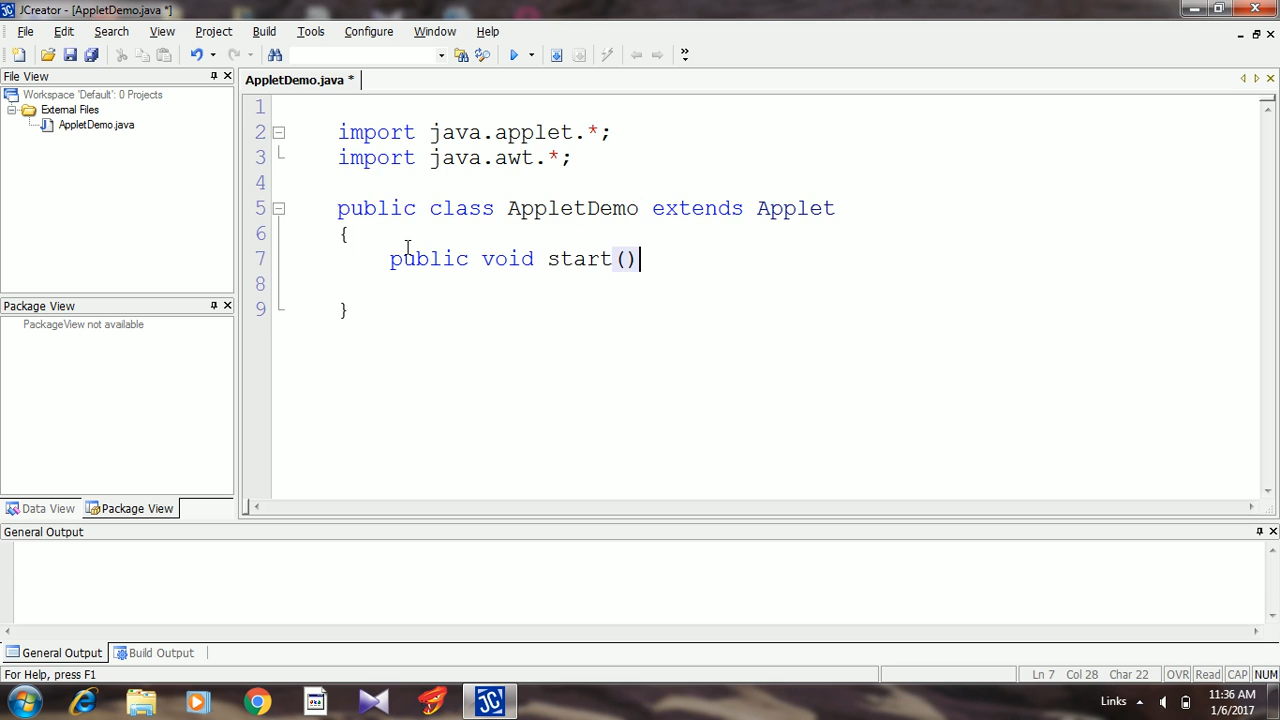 JCreator - [AppletDemo.java *]
File Edit Search View Project Build Tools Configure Window Help
File View
Workspace 'Default': 0 Projects
External Files
AppletDemo.java
Package View
PackageView not available
Data View Package View
AppletDemo.java *
1
2 import java.applet.*;
3 import java.awt.*;
4
5 public class AppletDemo extends Applet
6 {
7 public void start()
8
9 }
General Output
General Output Build Output
For Help, press F1 Ln 7 Col 28 Char 22 OVR Read CAP NUM
JC Links 11:36 AM
1/6/2017